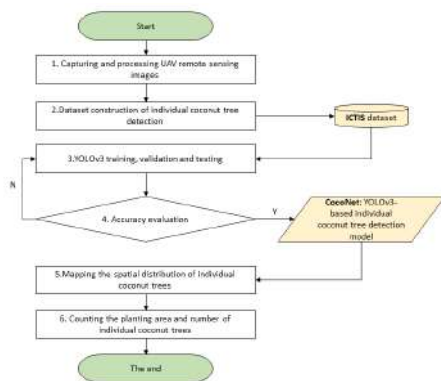 Start
1. Capturing and processing UAV remote sensing
images
2.Dataset construction of individual coconut tree
detection
ICTIS dataset
3.YOLOv3 training, validation and testing
N
4. Accuracy evaluation
Y
CocoNet: YOLOv3-
based individual
coconut tree detection
model
5.Mapping the spatial distribution of individual
coconut trees
6. Counting the planting area and number of
individual coconut trees
The end